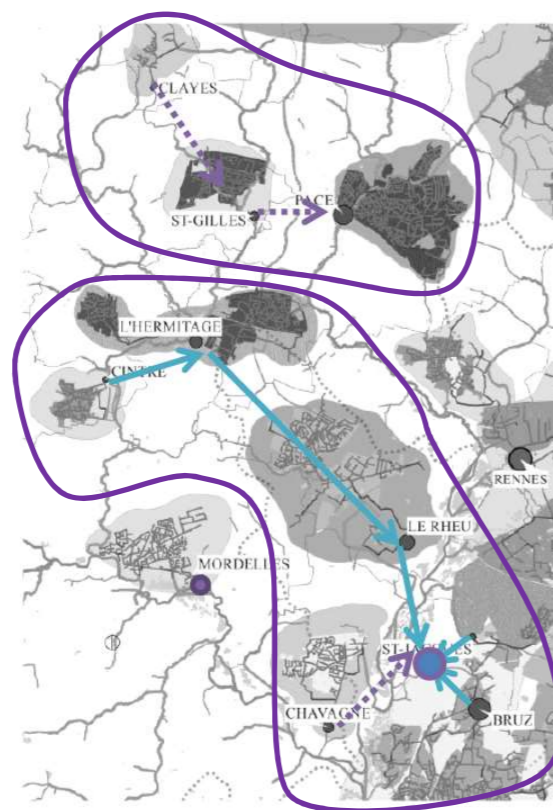 CLAYES
PACE
ST-GILLES
L'HERMITAGE
CINTRE
RENNES
LE RHEU
MORDELLES
CHAVAGNE
BRUZ